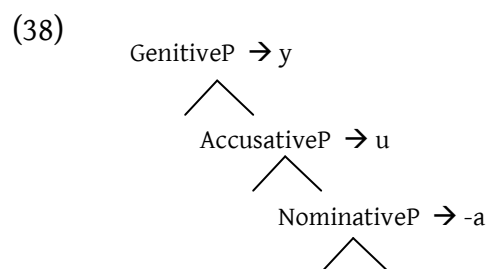 (38)
GenitiveP → y
AccusativeP → u
NominativeP → -a